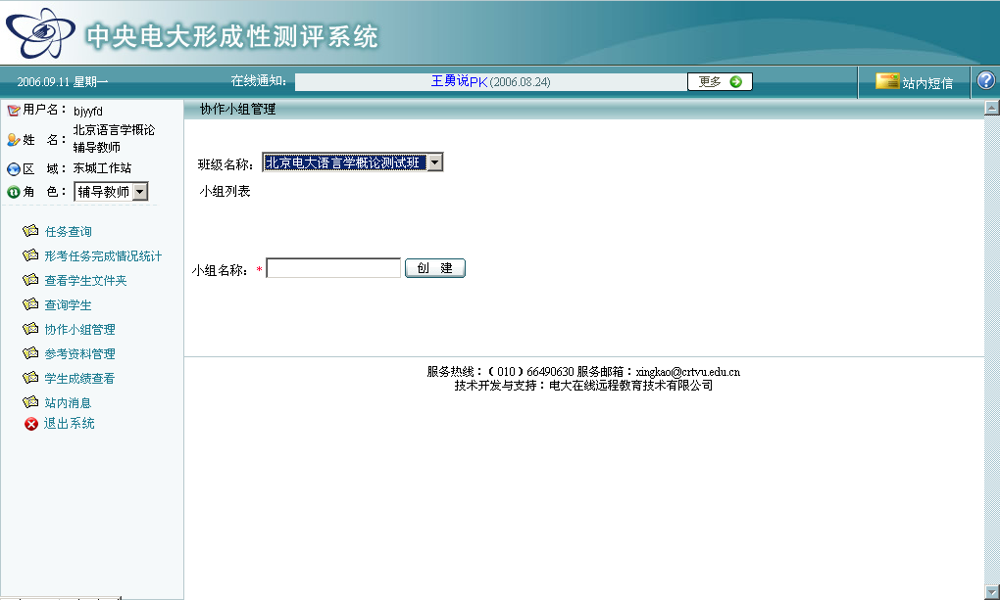 中央电大形成性测评系统
2006.09.11 星期一
在线通知:
王勇说PK(2006.08.24)
更多
站内短信
用户名：bjyyfd
姓 名：北京语言学概论
辅导教师
区 域：东城工作站
角 色：辅导教师
任务查询
形考任务完成情况统计
查看学生文件夹
查询学生
协作小组管理
参考资料管理
学生成绩查看
站内消息
退出系统
协作小组管理
班级名称：北京电大语言学概论测试班
小组列表
小组名称：*
创 建
服务热线：（010）66490630 服务邮箱：xingkao@crtvu.edu.cn
技术开发与支持：电大在线远程教育技术有限公司